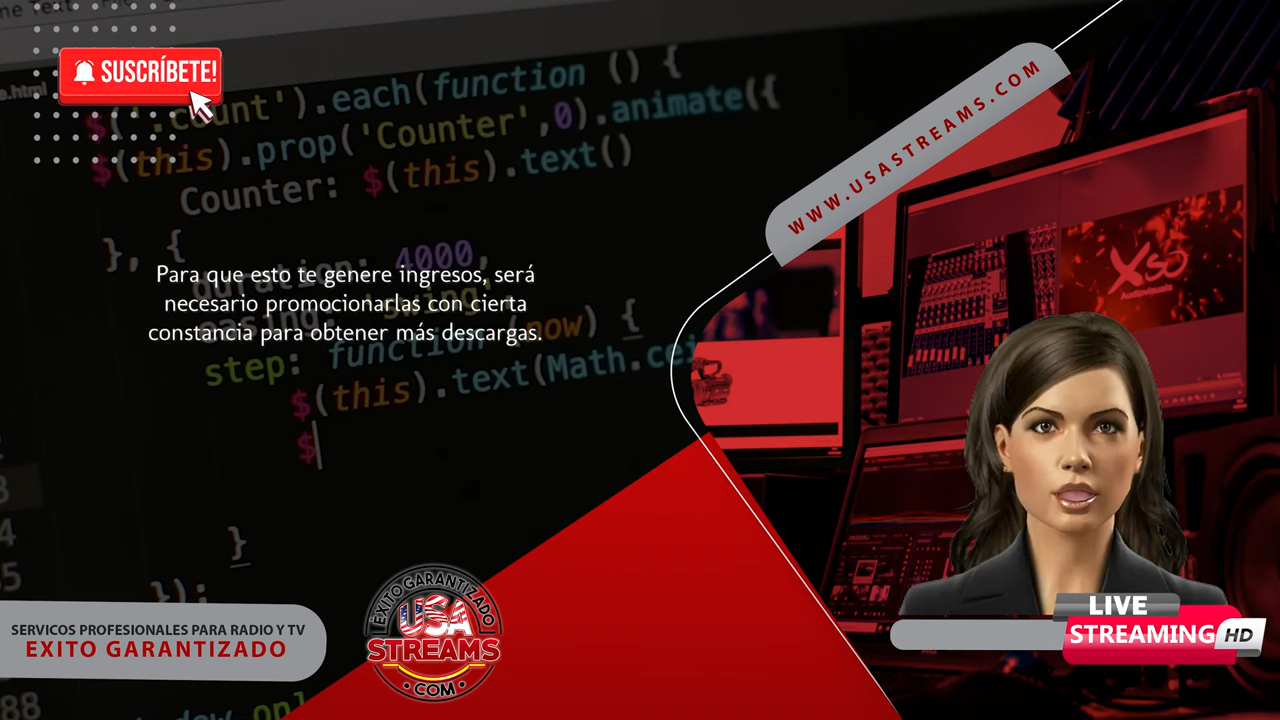 SUSCRÍBETE!
$('.count').each(function () {
$(this).prop('Counter',0).animate({
Counter: $(this).text()
}, {
duration: 4000,
step: function (now) {
$(this).text(Math.cei
$
}
});
WWW.USASTREAMS.COM
Para que esto te genere ingresos, será
necesario promocionarlas con cierta
constancia para obtener más descargas.
XSO
SERVICOS PROFESIONALES PARA RADIO Y TV
EXITO GARANTIZADO
EXITO GARANTIZADO
USA
STREAMS
• COM •
LIVE
STREAMING HD